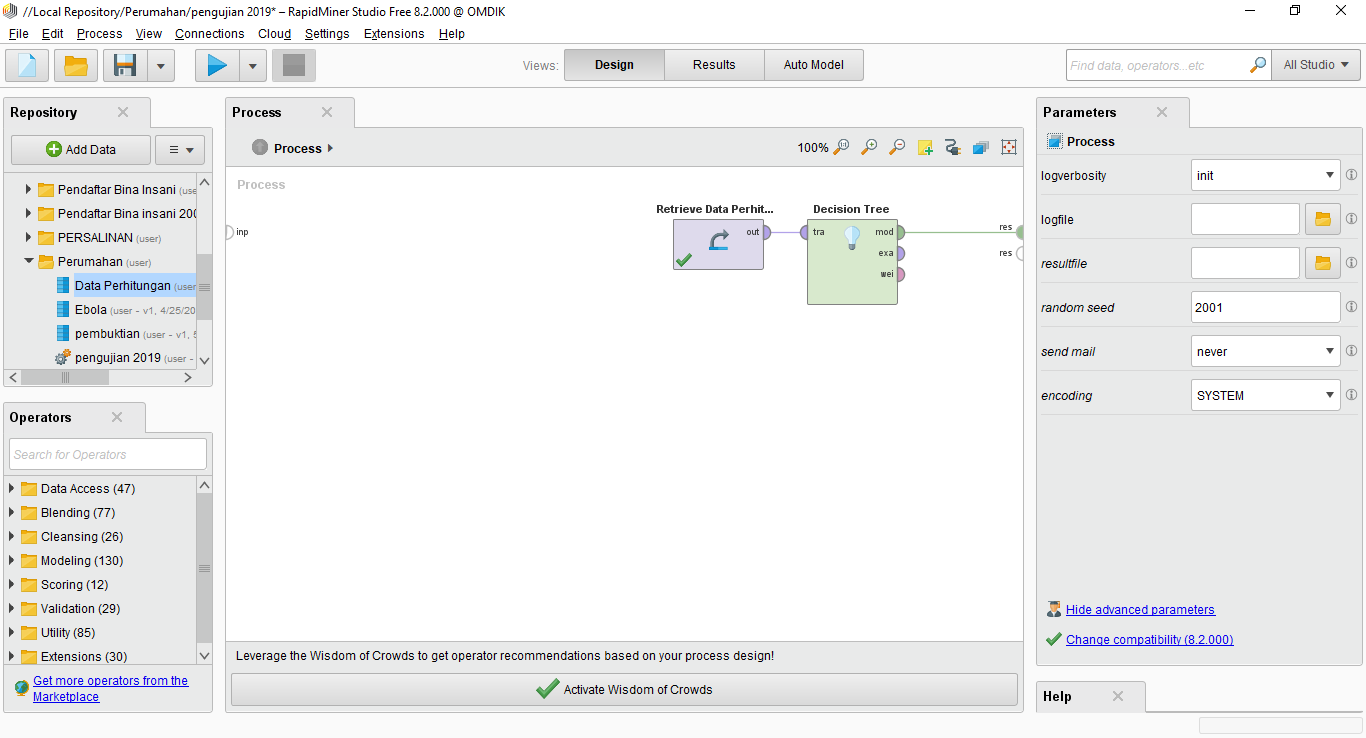 //Local Repository/Perumahan/pengujian 2019* – RapidMiner Studio Free 8.2.000 @ OMDIK
File Edit Process View Connections Cloud Settings Extensions Help
Views: Design Results Auto Model
Find data, operators...etc
All Studio
Repository
Add Data
Pendaftar Bina Insani (use
Pendaftar Bina insani 200
PERSALINAN (user)
Perumahan (user)
Data Perhitungan (user
Ebola (user - v1, 4/25/20
pembuktian (user - v1, 5
pengujian 2019 (user -
Operators
Search for Operators
Data Access (47)
Blending (77)
Cleansing (26)
Modeling (130)
Scoring (12)
Validation (29)
Utility (85)
Extensions (30)
Get more operators from the
Marketplace
Process
Process
100%
Process
inp
Retrieve Data Perhit...
out
Decision Tree
tra mod
exa
wei
res
res
Leverage the Wisdom of Crowds to get operator recommendations based on your process design!
Activate Wisdom of Crowds
Parameters
Process
logverbosity init
logfile
resultfile
random seed 2001
send mail never
encoding SYSTEM
Hide advanced parameters
Change compatibility (8.2.000)
Help